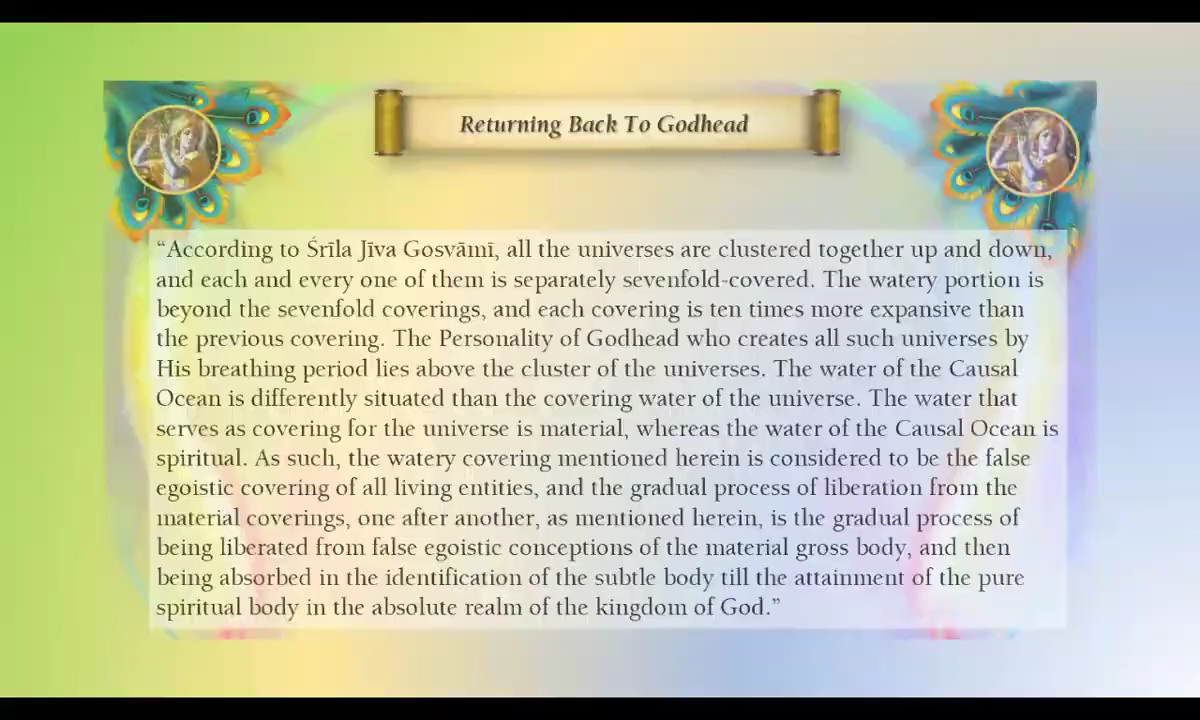 Returning Back To Godhead
“According to Śrīla Jīva Gosvāmī, all the universes are clustered together up and down,
and each and every one of them is separately sevenfold-covered. The watery portion is
beyond the sevenfold coverings, and each covering is ten times more expansive than
the previous covering. The Personality of Godhead who creates all such universes by
His breathing period lies above the cluster of the universes. The water of the Causal
Ocean is differently situated than the covering water of the universe. The water that
serves as covering for the universe is material, whereas the water of the Causal Ocean is
spiritual. As such, the watery covering mentioned herein is considered to be the false
egoistic covering of all living entities, and the gradual process of liberation from the
material coverings, one after another, as mentioned herein, is the gradual process of
being liberated from false egoistic conceptions of the material gross body, and then
being absorbed in the identification of the subtle body till the attainment of the pure
spiritual body in the absolute realm of the kingdom of God.”